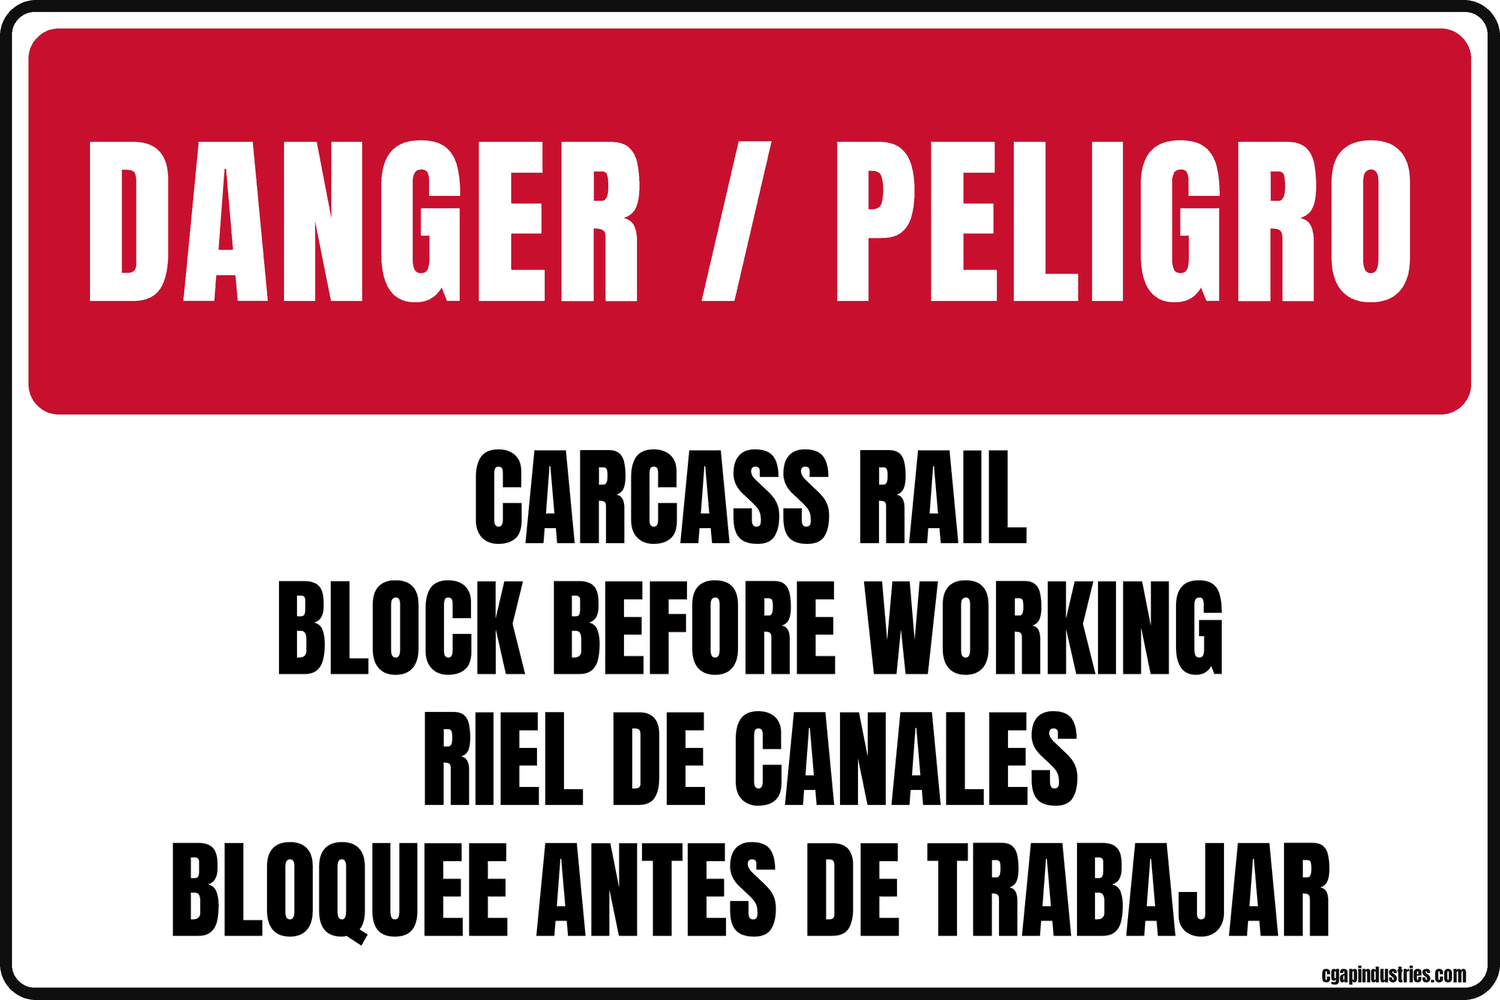 DANGER / PELIGRO
CARCASS RAIL
BLOCK BEFORE WORKING
RIEL DE CANALES
BLOQUEE ANTES DE TRABAJAR
cgapindustries.com